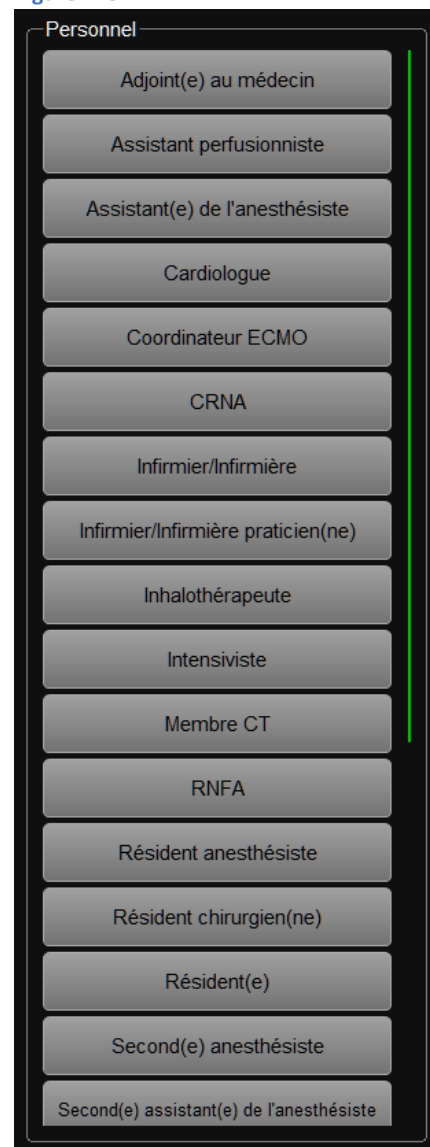 Personnel
Adjoint(e) au médecin
Assistant perfusionniste
Assistant(e) de l'anesthésiste
Cardiologue
Coordinateur ECMO
CRNA
Infirmier/Infirmière
Infirmier/Infirmière praticien(ne)
Inhalothérapeute
Intensiviste
Membre CT
RNFA
Résident anesthésiste
Résident chirurgien(ne)
Résident(e)
Second(e) anesthésiste
Second(e) assistant(e) de l'anesthésiste